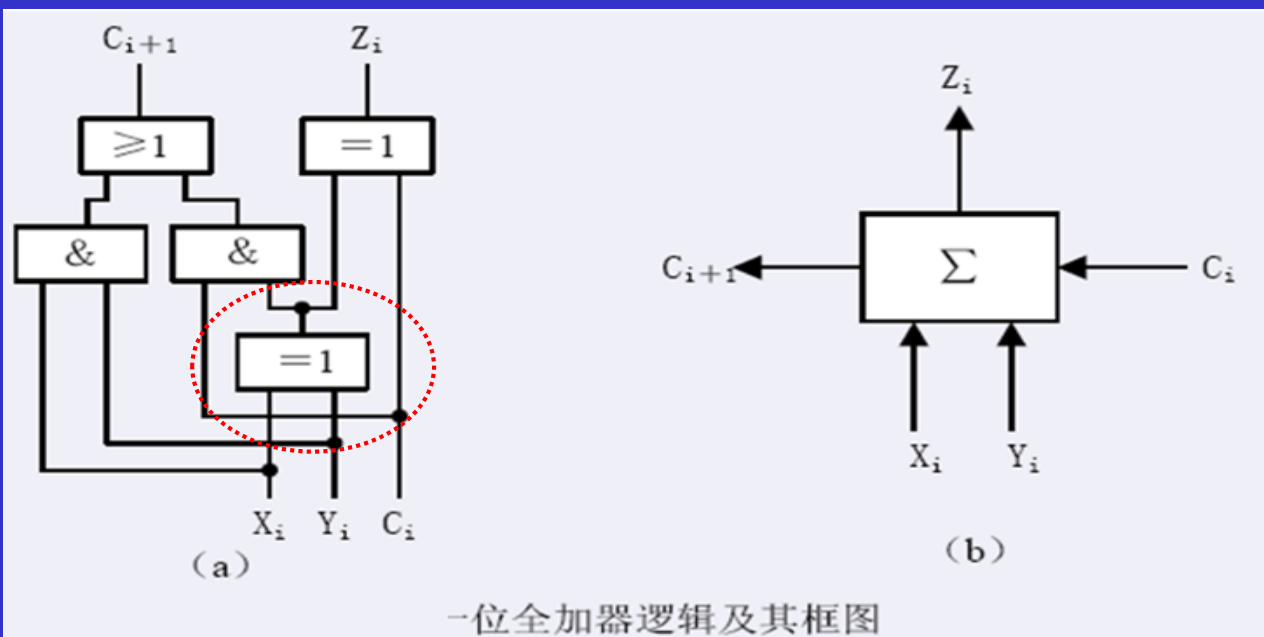 Cᵢ₊₁ Zᵢ
≥1 =1
& &
=1
Xᵢ Yᵢ Cᵢ
(a)
Zᵢ
Cᵢ₊₁ Σ Cᵢ
Xᵢ Yᵢ
(b)
一位全加器逻辑及其框图